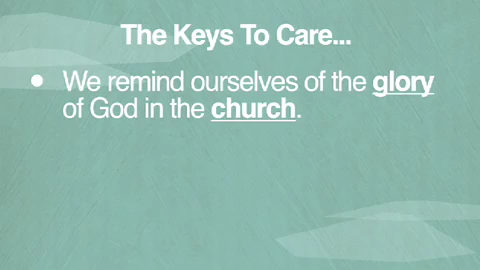 The Keys To Care...
• We remind ourselves of the glory
of God in the church.